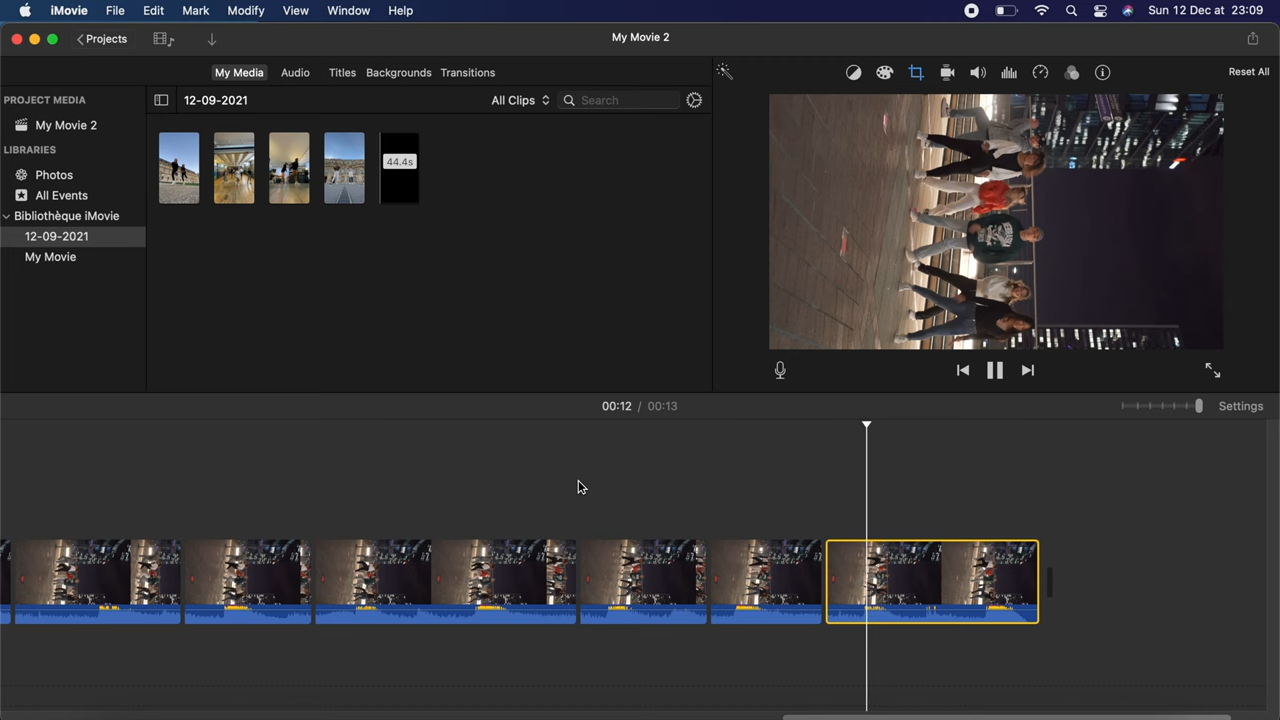 iMovie File Edit Mark Modify View Window Help Sun 12 Dec at 23:09
Projects My Movie 2
My Media Audio Titles Backgrounds Transitions Reset All
PROJECT MEDIA 12-09-2021 All Clips Search
My Movie 2
LIBRARIES
Photos
All Events
Bibliothèque iMovie
12-09-2021
My Movie
44.4s
00:12 / 00:13 Settings